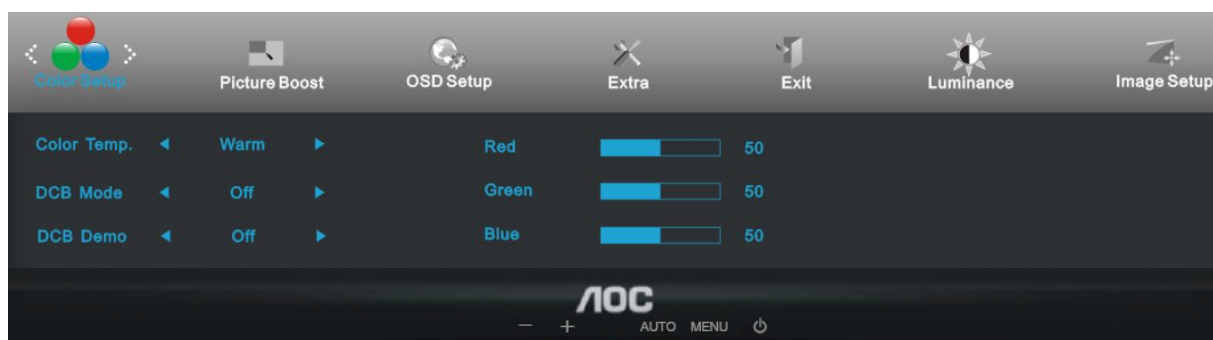 Color Setup
Picture Boost
OSD Setup
Extra
Exit
Luminance
Image Setup
Color Temp. Warm
Red 50
DCB Mode Off
Green 50
DCB Demo Off
Blue 50
AOC
− + AUTO MENU